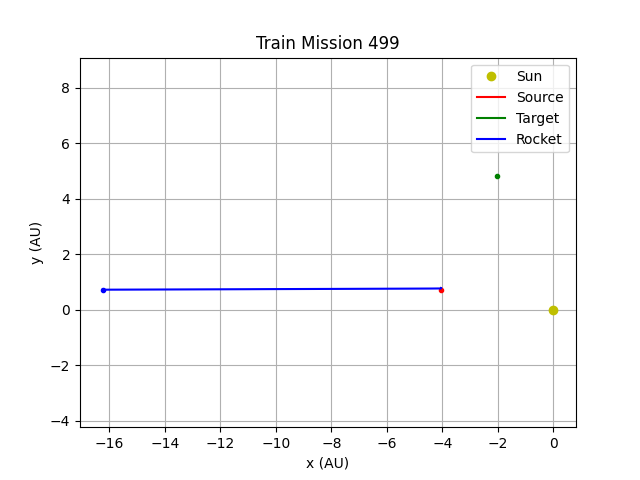 Train Mission 499
Sun
Source
Target
Rocket
8
6
4
2
0
−2
−4
y (AU)
−16 −14 −12 −10 −8 −6 −4 −2 0
x (AU)